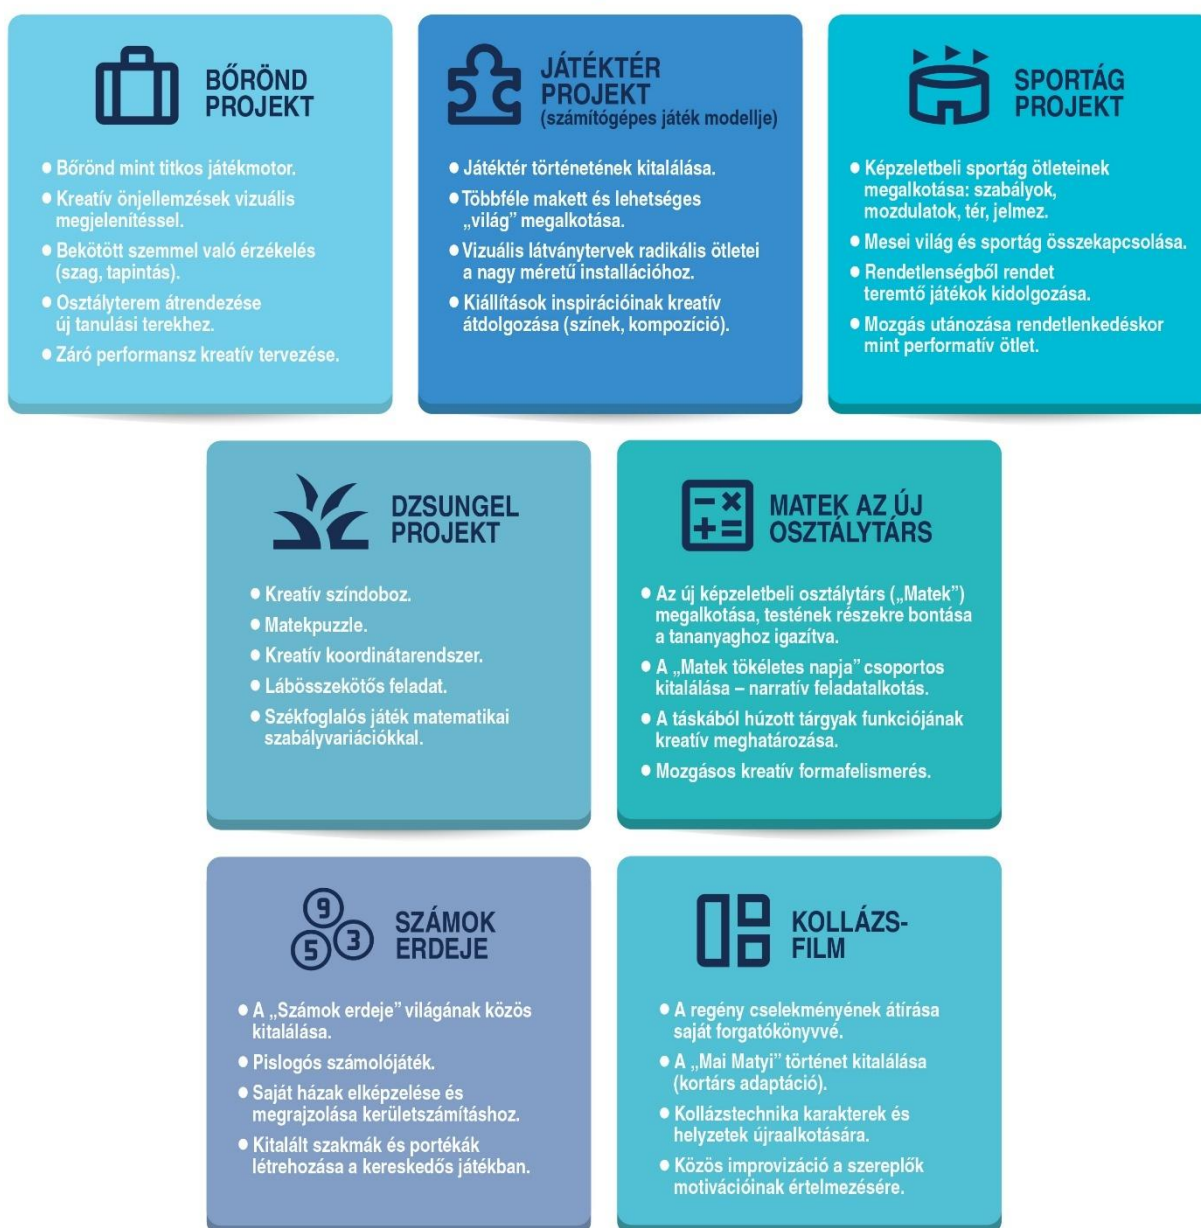 BŐRÖND
PROJEKT
● Bőrönd mint titkos játékmotor.
● Kreatív önjellemzések vizuális
megjelenítéssel.
● Bekötött szemmel való érzékelés
(szag, tapintás).
● Osztályterem átrendezése
új tanulási terekhez.
● Záró performansz kreatív tervezése.
JÁTÉKTÉR
PROJEKT
(számítógépes játék modellje)
● Játéktér történetének kitalálása.
● Többféle makett és lehetséges
„világ” megalkotása.
● Vizuális látványtervek radikális ötletei
a nagy méretű installációhoz.
● Kiállítások inspirációinak kreatív
átdolgozása (színek, kompozíció).
SPORTÁG
PROJEKT
● Képzeletbeli sportág ötleteinek
megalkotása: szabályok,
mozdulatok, tér, jelmez.
● Mesei világ és sportág összekapcsolása.
● Rendetlenségből rendet
teremtő játékok kidolgozása.
● Mozgás utánozása rendetlenkedéskor
mint performatív ötlet.
DZSUNGEL
PROJEKT
● Kreatív színdoboz.
● Matekpuzzle.
● Kreatív koordinátarendszer.
● Lábösszekötős feladat.
● Székfoglalós játék matematikai
szabályvariációkkal.
MATEK AZ ÚJ
OSZTÁLYTÁRS
● Az új képzeletbeli osztálytárs („Matek”)
megalkotása, testének részekre bontása
a tananyaghoz igazítva.
● A „Matek tökéletes napja” csoportos
kitalálása – narratív feladatalkotás.
● A táskából húzott tárgyak funkciójának
kreatív meghatározása.
● Mozgásos kreatív formafelismerés.
9
5 3
SZÁMOK
ERDEJE
● A „Számok erdeje” világának közös
kitalálása.
● Pislogós számolójáték.
● Saját házak elképzelése és
megrajzolása kerületszámításhoz.
● Kitalált szakmák és portékák
létrehozása a kereskedős játékban.
KOLLÁZS-
FILM
● A regény cselekményének átírása
saját forgatókönyvvé.
● A „Mai Matyi” történet kitalálása
(kortárs adaptáció).
● Kollázstechnika karakterek és
helyzetek újraalkotására.
● Közös improvizáció a szereplők
motivációinak értelmezésére.